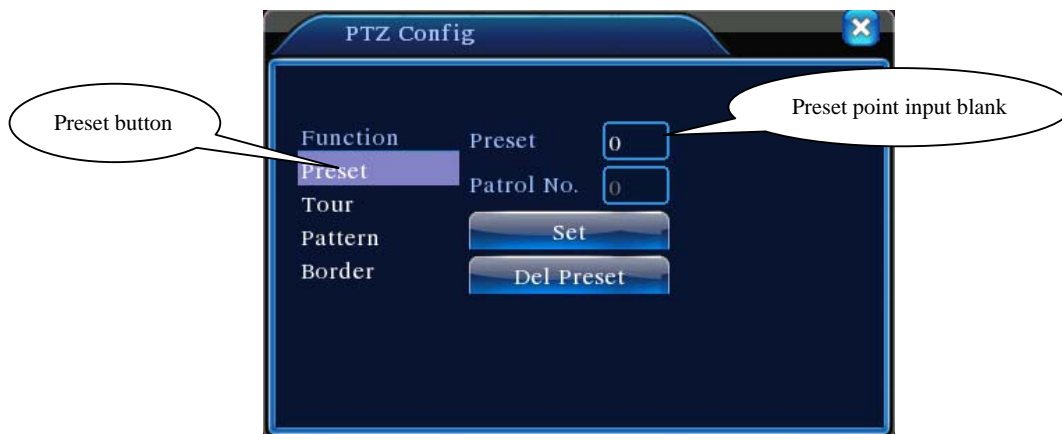 PTZ Config
Preset button
Preset point input blank
Function
Preset
Tour
Pattern
Border
Preset 0
Patrol No. 0
Set
Del Preset